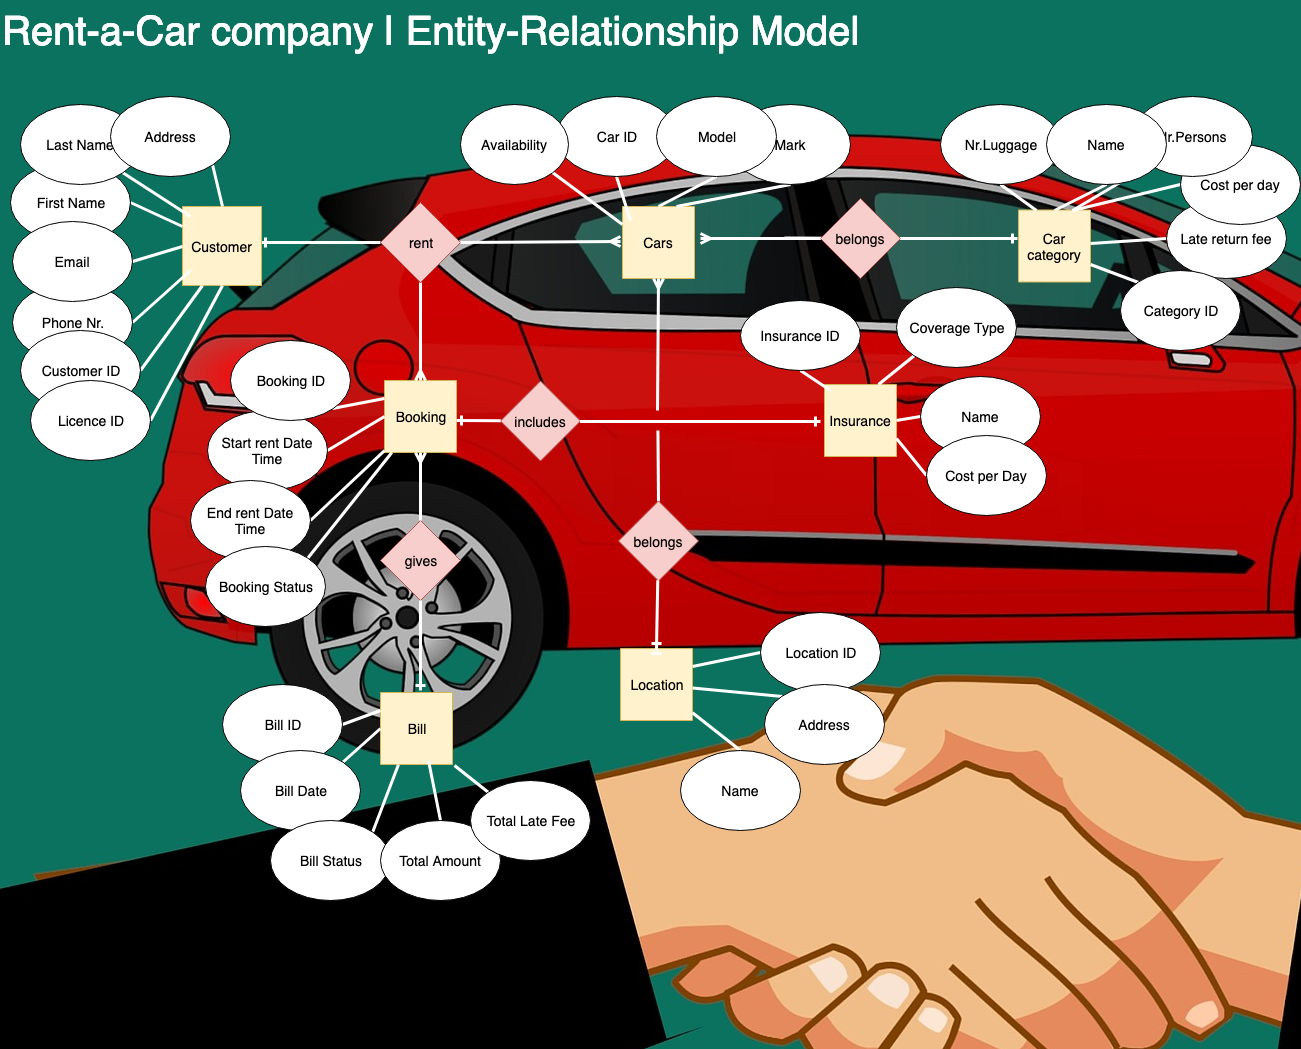 Rent-a-Car company | Entity-Relationship Model
Last Name
Address
First Name
Email
Phone Nr.
Customer ID
Licence ID
Customer
rent
Availability
Car ID
Model
Mark
Cars
belongs
Nr.Luggage
Name
Nr.Persons
Cost per day
Late return fee
Category ID
Car
category
Booking ID
Start rent Date
Time
End rent Date
Time
Booking Status
Booking
includes
Insurance ID
Coverage Type
Name
Cost per Day
Insurance
gives
belongs
Location
Location ID
Address
Name
Bill
Bill ID
Bill Date
Bill Status
Total Amount
Total Late Fee